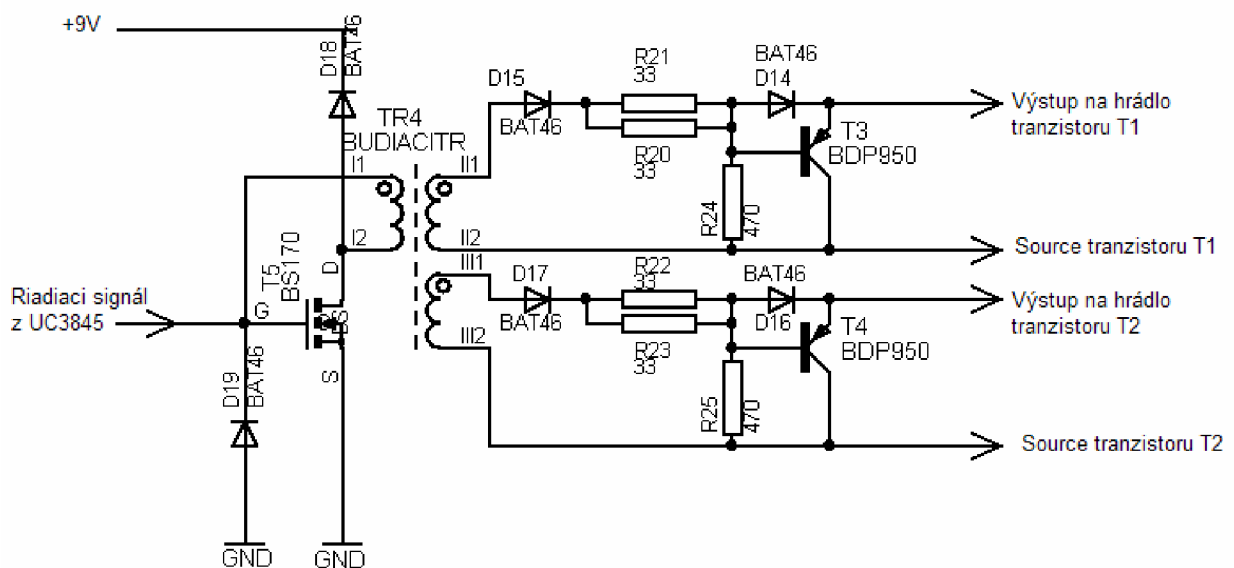 +9V
D18
BAT46
TR4
BUDIACITR
I1
I2
II1
II2
III1
III2
D15
BAT46
R21
33
R20
33
BAT46
D14
T3
BDP950
R24
470
Výstup na hrádlo
tranzistoru T1
Source tranzistoru T1
Riadiaci signál
z UC3845
G
T5
BS170
D
S
D19
BAT46
GND
GND
D17
BAT46
R22
33
R23
33
BAT46
D16
T4
BDP950
R25
470
Výstup na hrádlo
tranzistoru T2
Source tranzistoru T2